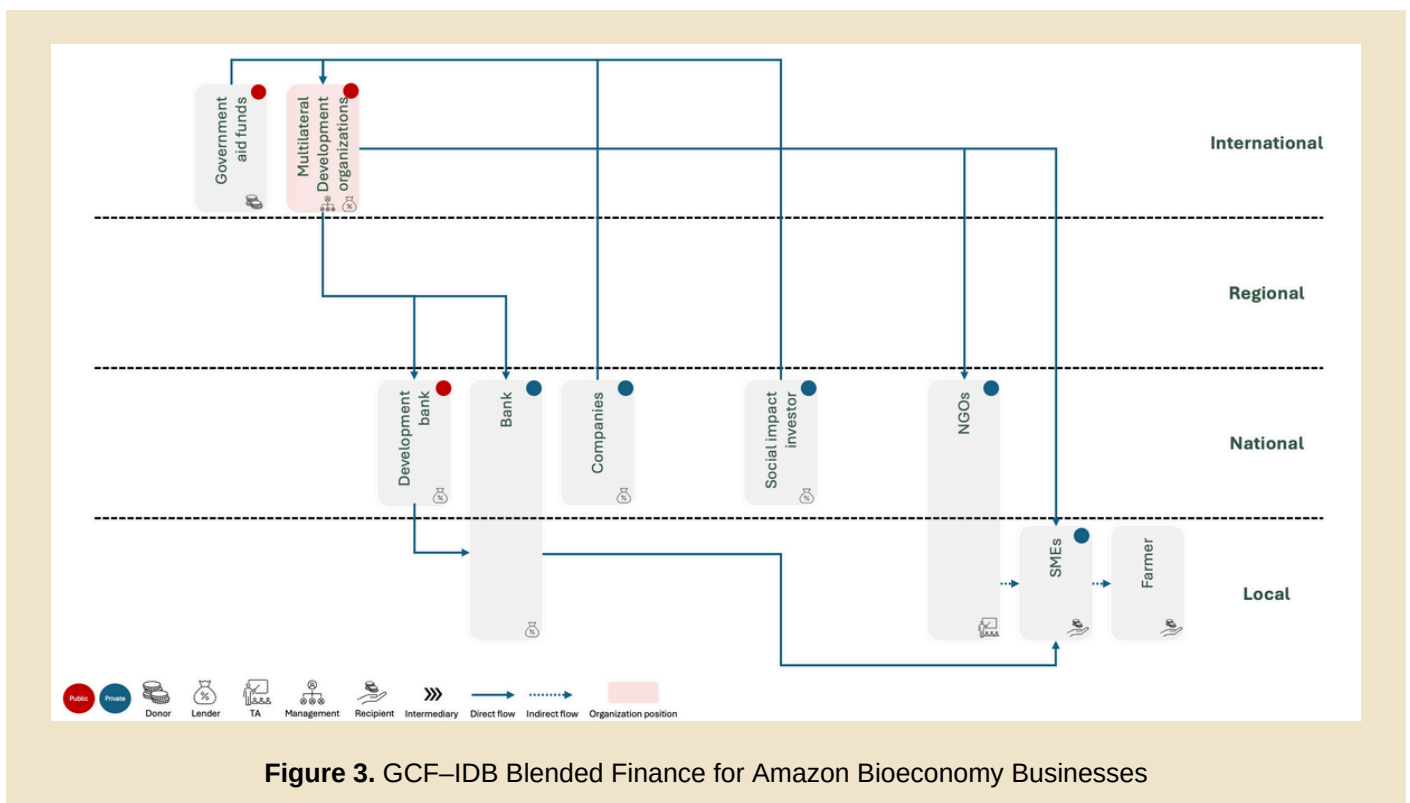 Government
aid funds
Multilateral
Development
organizations
International
Regional
Development
bank
Bank
Companies
Social impact
investor
NGOs
National
SMEs
Farmer
Local
Public
Private
Donor
Lender
TA
Management
Recipient
Intermediary
Direct flow
Indirect flow
Organization position
%
%
%
%
%
%
Figure 3. GCF–IDB Blended Finance for Amazon Bioeconomy Businesses